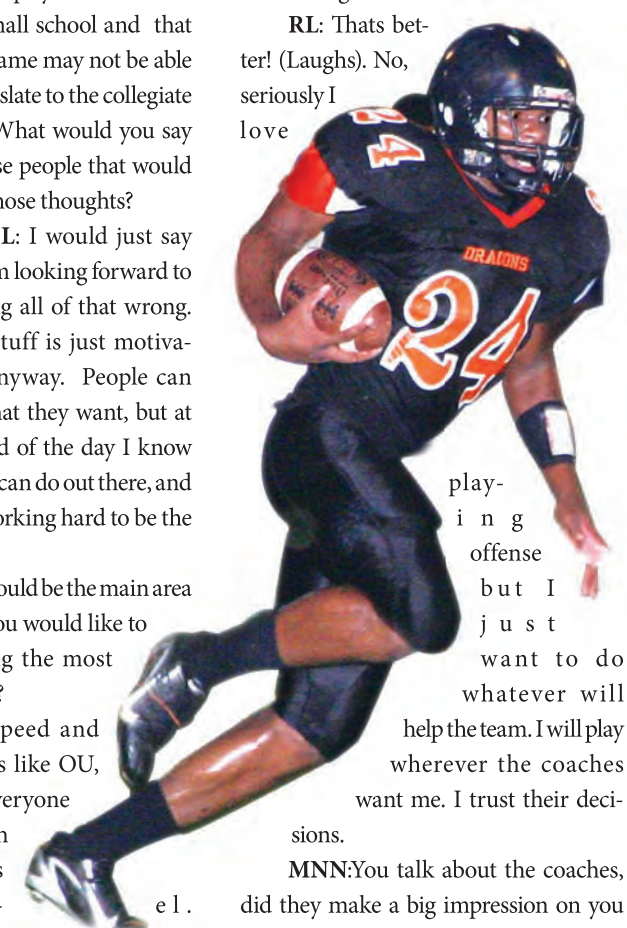 school and that
ame may not be able
slate to the collegiate
What would you say
se people that would
hose thoughts?
L: I would just say
looking forward to
g all of that wrong.
tuff is just motiva-
nyway. People can
hat they want, but at
d of the day I know
can do out there, and
orking hard to be the
ould be the main area
ou would like to
g the most
?
peed and
s like OU,
veryone
n
s
-
el.
RL: Thats bet-
ter! (Laughs). No,
seriously I
love
play-
ing
offense
but I
just
want to do
whatever will
help the team. I will play
wherever the coaches
want me. I trust their deci-
sions.
MNN:You talk about the coaches,
did they make a big impression on you
24
DRAGONS
24